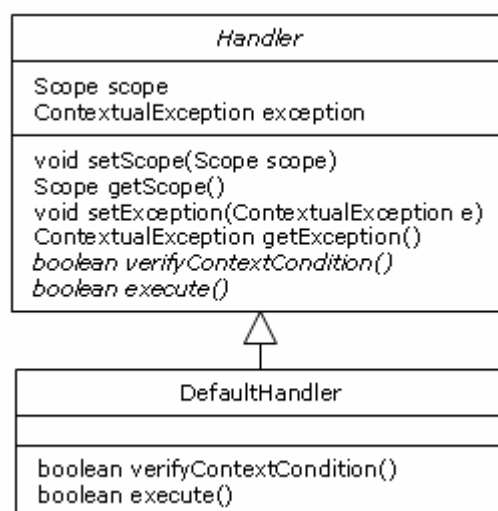 Handler
Scope scope
ContextualException exception
void setScope(Scope scope)
Scope getScope()
void setException(ContextualException e)
ContextualException getException()
boolean verifyContextCondition()
boolean execute()
DefaultHandler
boolean verifyContextCondition()
boolean execute()